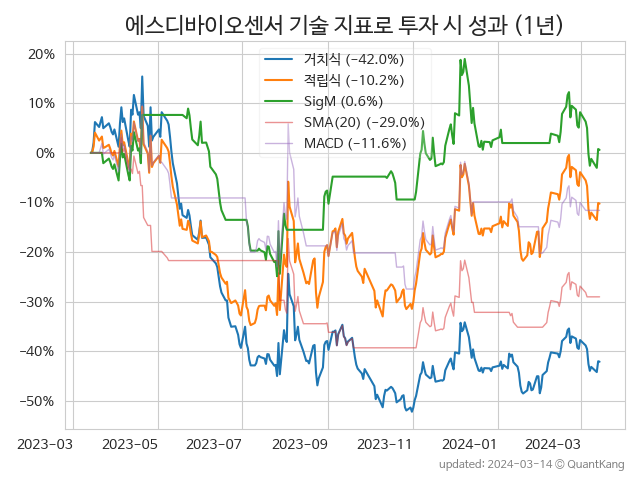 에스디바이오센서 기술 지표로 투자 시 성과 (1년)
거치식 (−42.0%)
적립식 (−10.2%)
SigM (0.6%)
SMA(20) (−29.0%)
MACD (−11.6%)
20%
10%
0%
−10%
−20%
−30%
−40%
−50%
2023-03 2023-05 2023-07 2023-09 2023-11 2024-01 2024-03
updated: 2024-03-14 © QuantKang